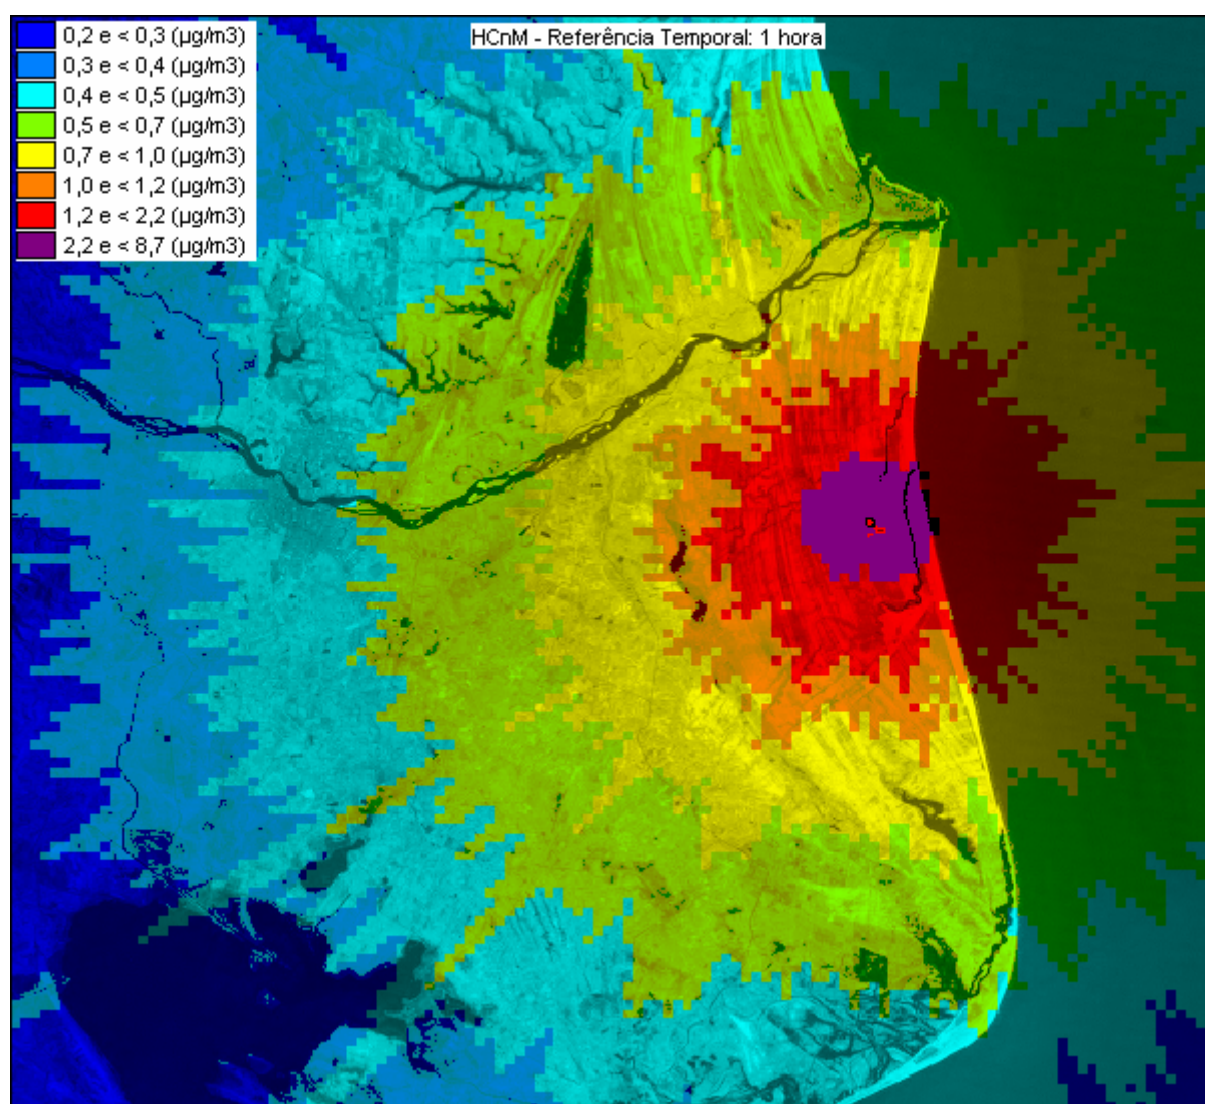 HCnM - Referência Temporal: 1 hora
0,2 e < 0,3 (µg/m3)
0,3 e < 0,4 (µg/m3)
0,4 e < 0,5 (µg/m3)
0,5 e < 0,7 (µg/m3)
0,7 e < 1,0 (µg/m3)
1,0 e < 1,2 (µg/m3)
1,2 e < 2,2 (µg/m3)
2,2 e < 8,7 (µg/m3)